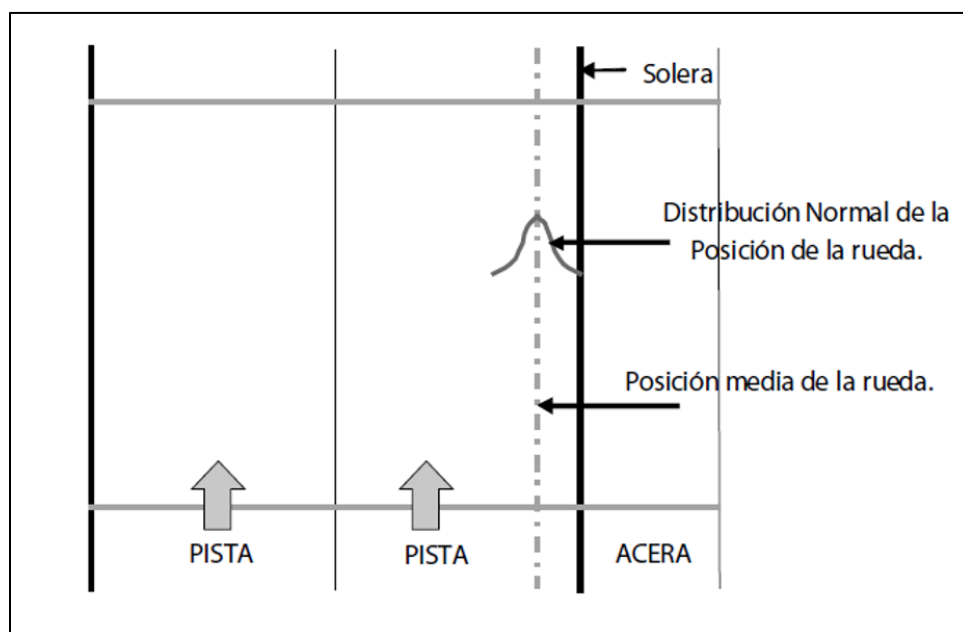 Solera
Distribución Normal de la
Posición de la rueda.
Posición media de la rueda.
PISTA
PISTA
ACERA